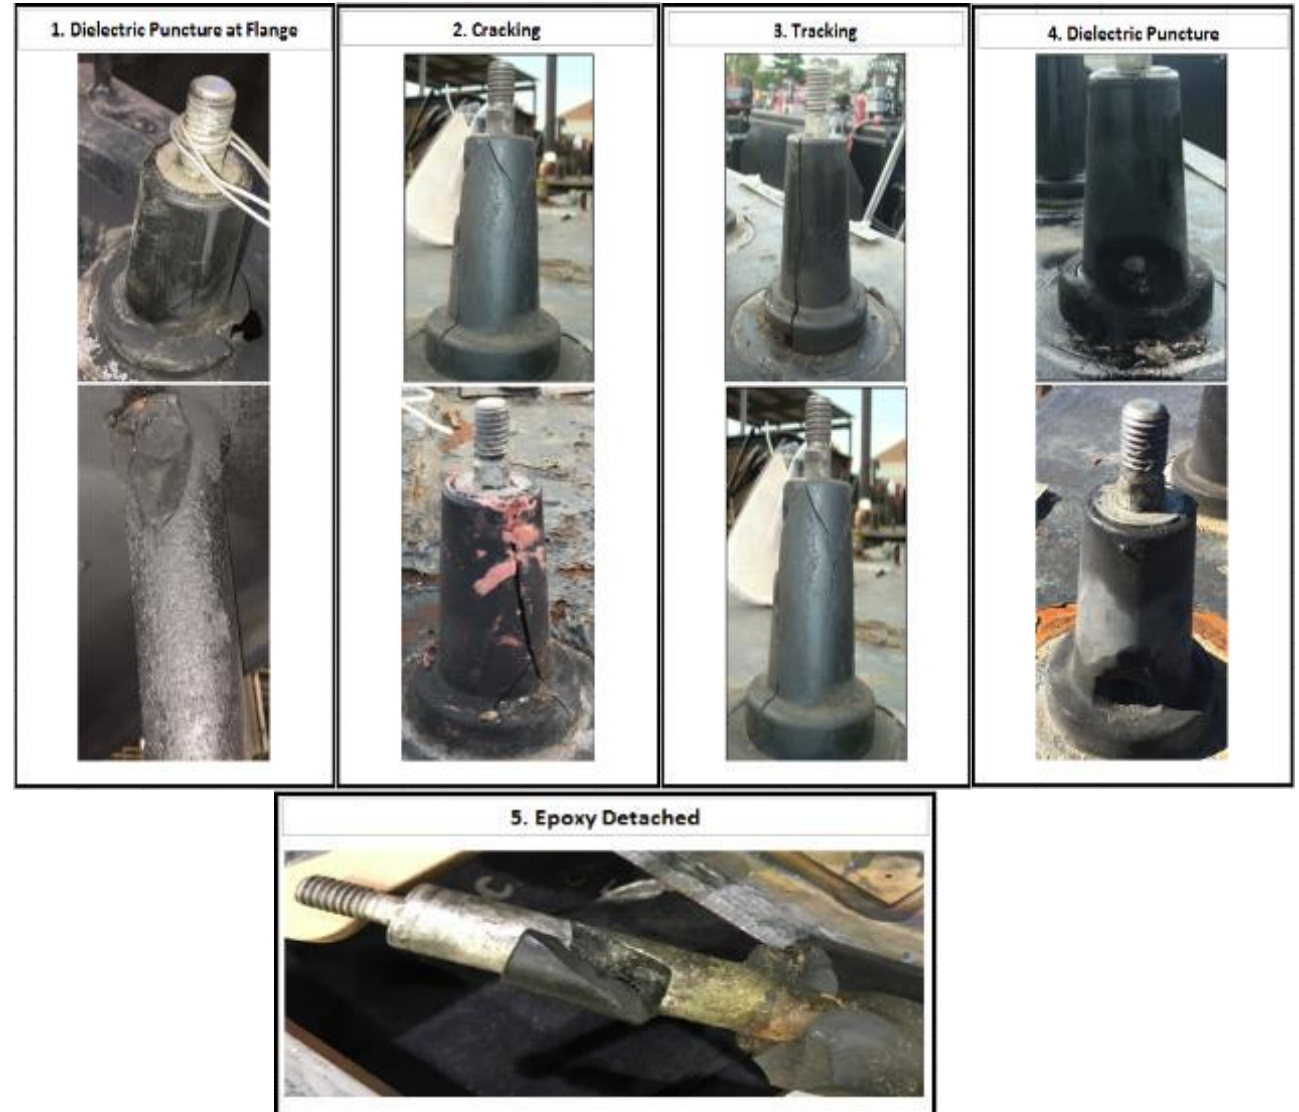 1. Dielectric Puncture at Flange
2. Cracking
3. Tracking
4. Dielectric Puncture
5. Epoxy Detached
C